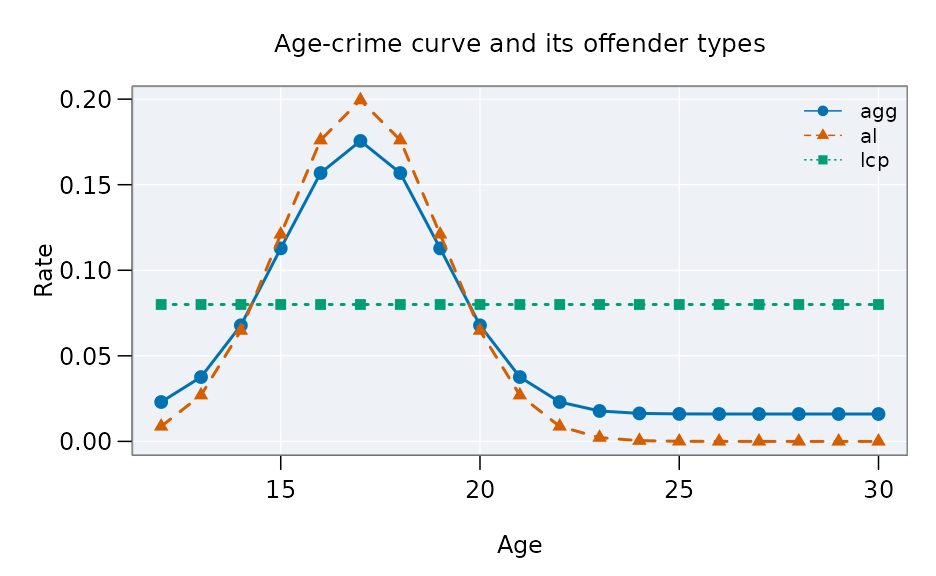 Age-crime curve and its offender types
0.20
0.15
0.10
0.05
0.00
Rate
agg
al
lcp
15 20 25 30
Age